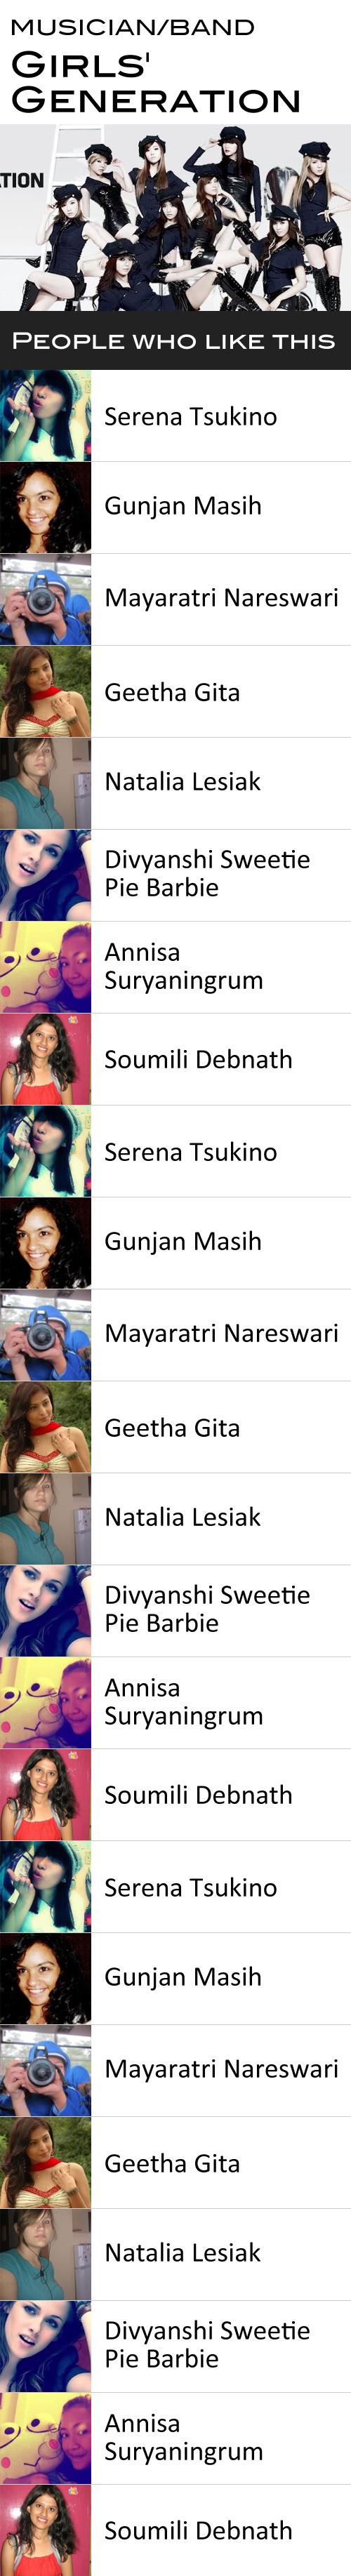 MUSICIAN/BAND
GIRLS'
GENERATION
TION
PEOPLE WHO LIKE THIS
Serena Tsukino
Gunjan Masih
Mayaratri Nareswari
Geetha Gita
Natalia Lesiak
Divyanshi Sweetie
Pie Barbie
Annisa
Suryaningrum
Soumili Debnath
Serena Tsukino
Gunjan Masih
Mayaratri Nareswari
Geetha Gita
Natalia Lesiak
Divyanshi Sweetie
Pie Barbie
Annisa
Suryaningrum
Soumili Debnath
Serena Tsukino
Gunjan Masih
Mayaratri Nareswari
Geetha Gita
Natalia Lesiak
Divyanshi Sweetie
Pie Barbie
Annisa
Suryaningrum
Soumili Debnath